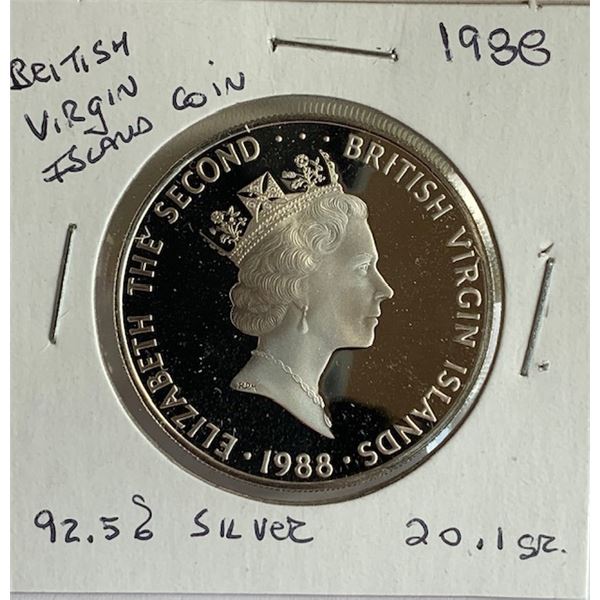 BRITISH
VIRGIN
ISLAND COIN
1988
ELIZABETH THE SECOND · · · · BRITISH VIRGIN ISLANDS · 1988 ·
RDM
92.5% SILVER
20.1 gr.